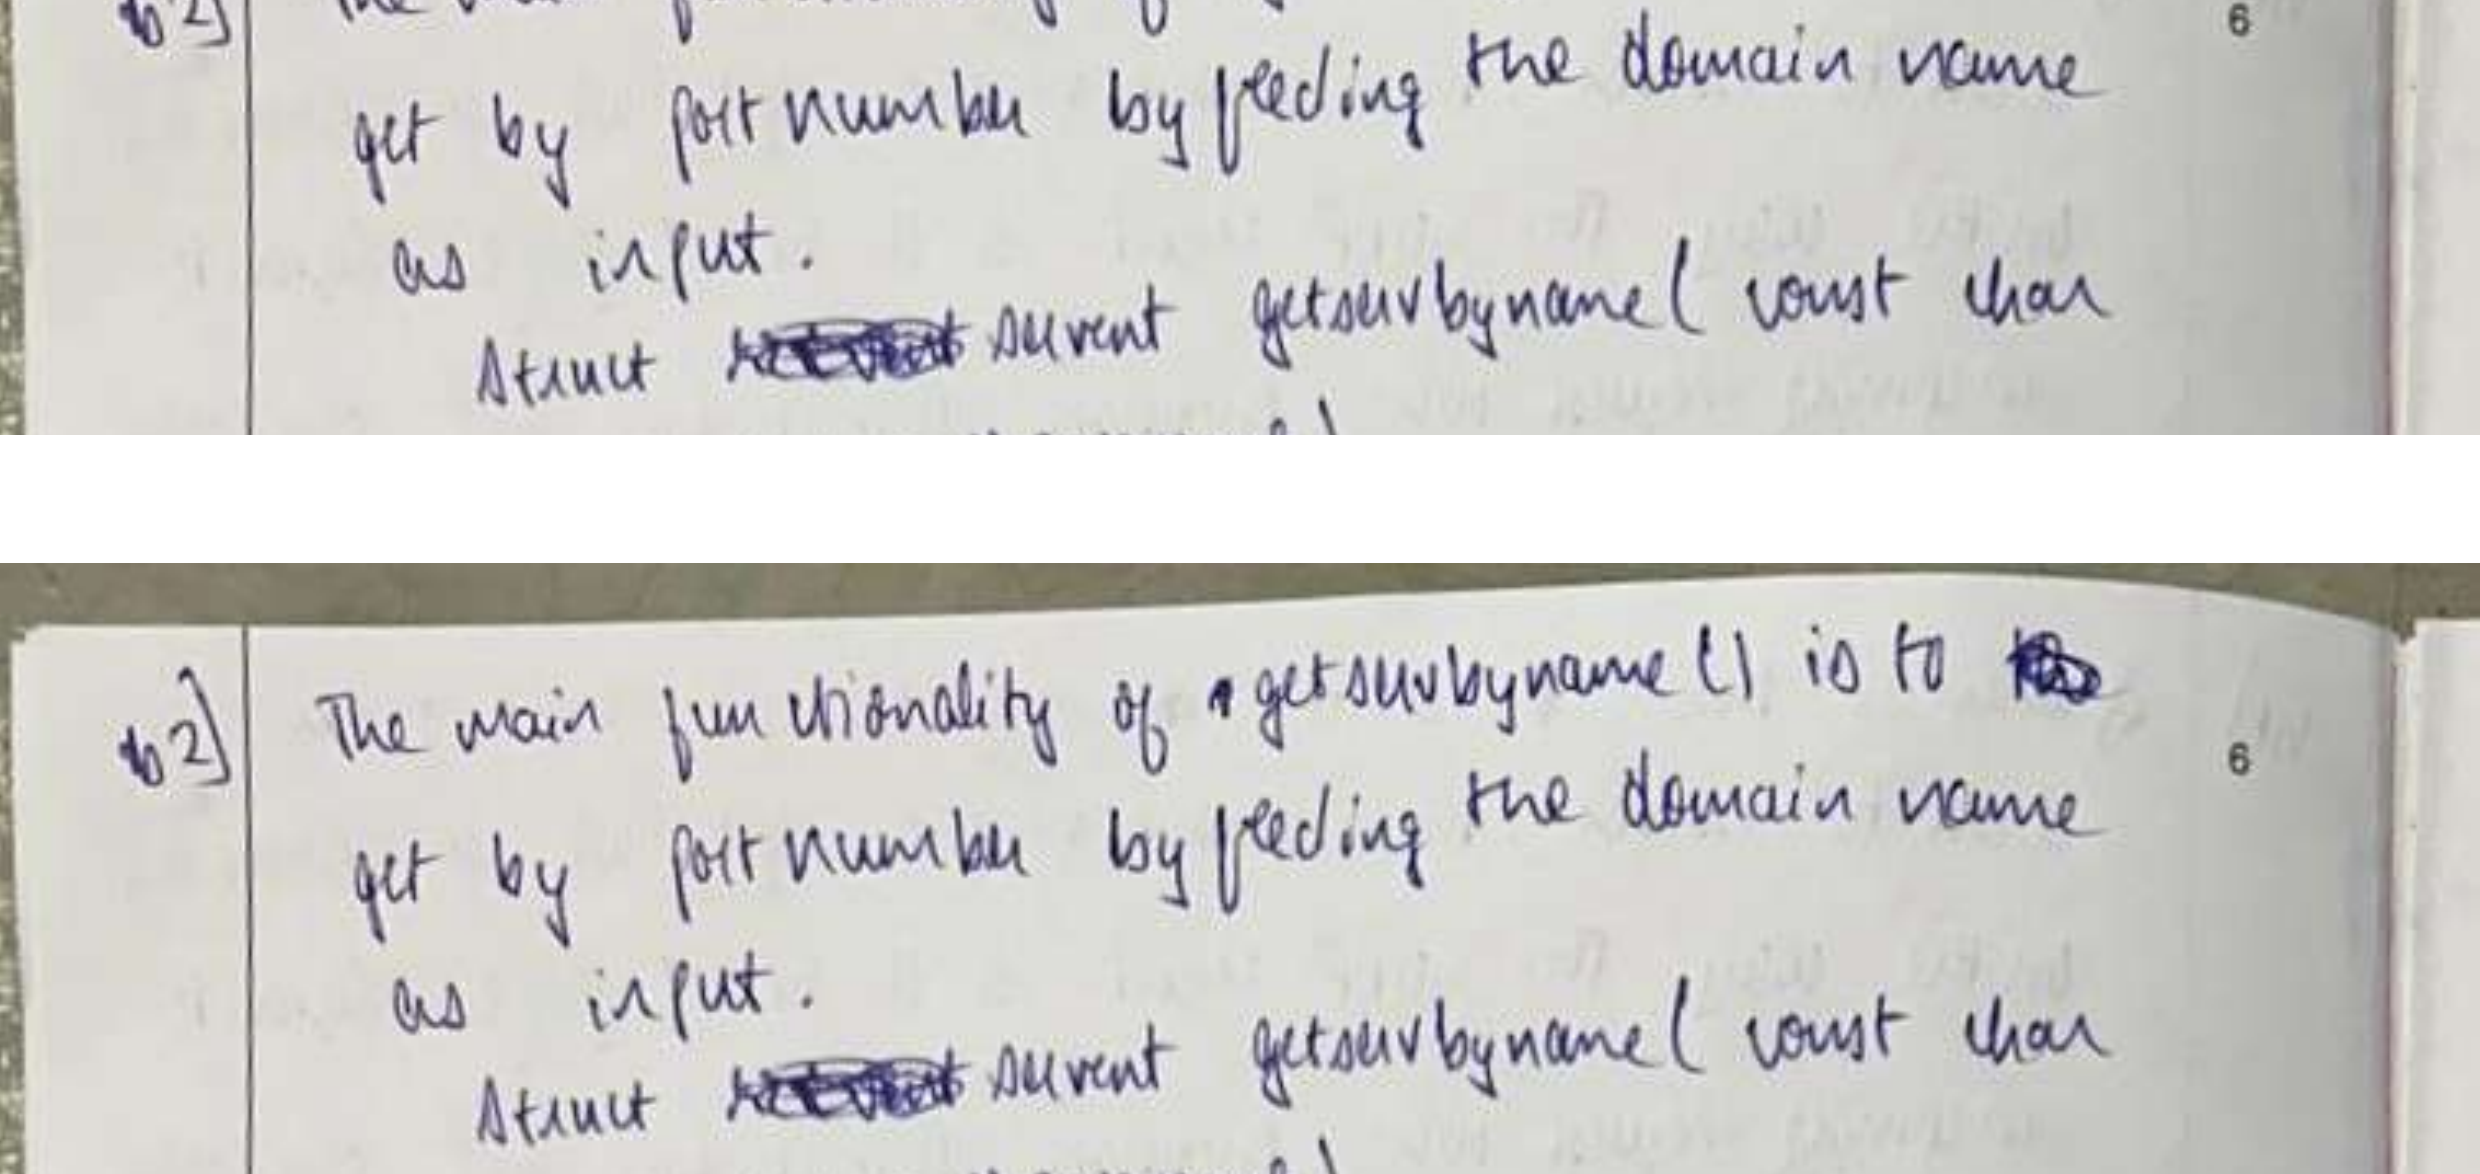 b2]
6
get by port number by feeding the domain name
as input.
struct servent getservbyname( const char
b2] The main functionality of getservbyname() is to
6
get by port number by feeding the domain name
as input.
struct servent getservbyname( const char